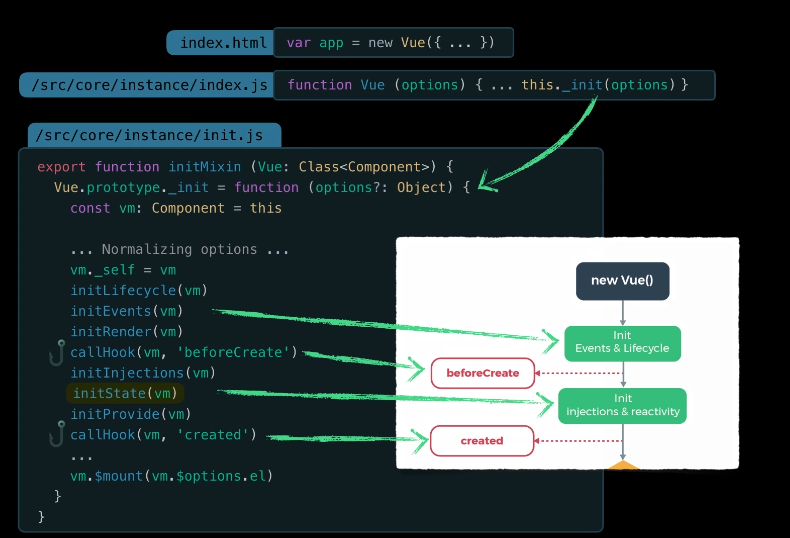 index.html
var app = new Vue({ ... })
/src/core/instance/index.js
function Vue (options) { ... this._init(options) }
/src/core/instance/init.js
export function initMixin (Vue: Class<Component>) {
Vue.prototype._init = function (options?: Object) {
const vm: Component = this
... Normalizing options ...
vm._self = vm
initLifecycle(vm)
initEvents(vm)
initRender(vm)
callHook(vm, 'beforeCreate')
initInjections(vm)
initState(vm)
initProvide(vm)
callHook(vm, 'created')
...
vm.$mount(vm.$options.el)
}
}
new Vue()
Init
Events & Lifecycle
beforeCreate
Init
injections & reactivity
created